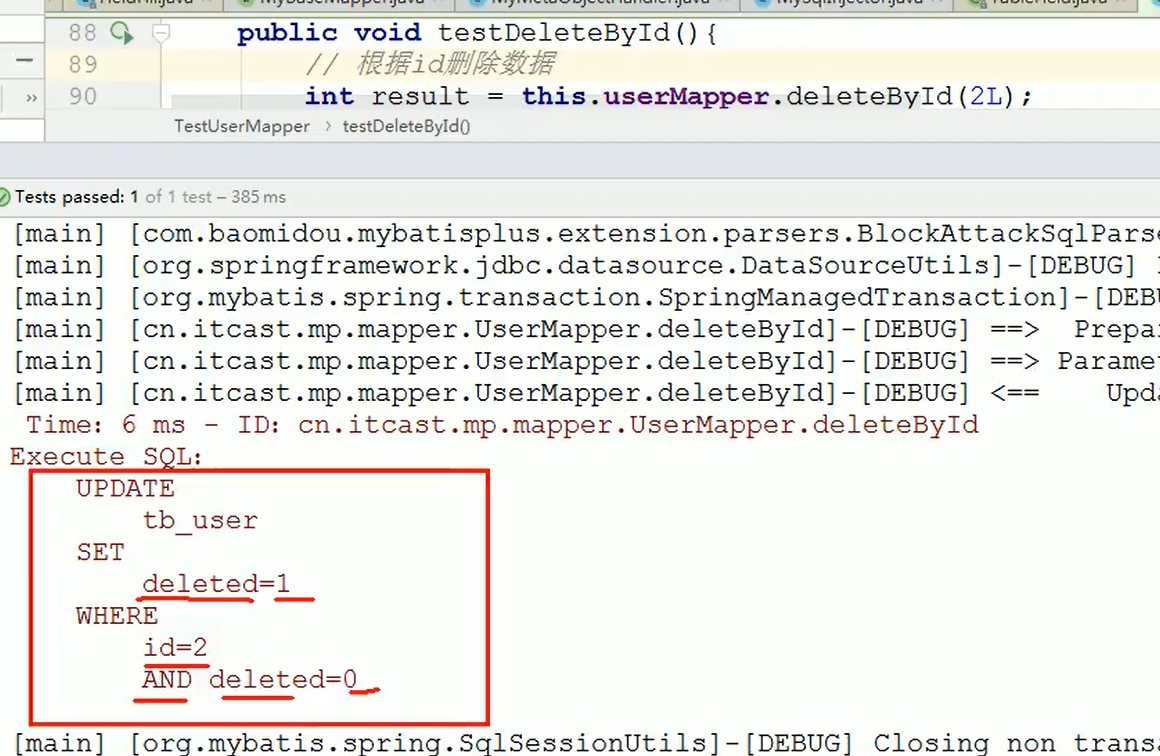 88 public void testDeleteById(){
89 // 根据id删除数据
90 int result = this.userMapper.deleteById(2L);
TestUserMapper › testDeleteById()
Tests passed: 1 of 1 test – 385 ms
[main] [com.baomidou.mybatisplus.extension.parsers.BlockAttackSqlParse
[main] [org.springframework.jdbc.datasource.DataSourceUtils]-[DEBUG]
[main] [org.mybatis.spring.transaction.SpringManagedTransaction]-[DEBU
[main] [cn.itcast.mp.mapper.UserMapper.deleteById]-[DEBUG] ==> Prepa
[main] [cn.itcast.mp.mapper.UserMapper.deleteById]-[DEBUG] ==> Paramet
[main] [cn.itcast.mp.mapper.UserMapper.deleteById]-[DEBUG] <== Upda
Time: 6 ms - ID: cn.itcast.mp.mapper.UserMapper.deleteById
Execute SQL:
UPDATE
tb_user
SET
deleted=1
WHERE
id=2
AND deleted=0
[main] [org.mybatis.spring.SqlSessionUtils]-[DEBUG] Closing non trans